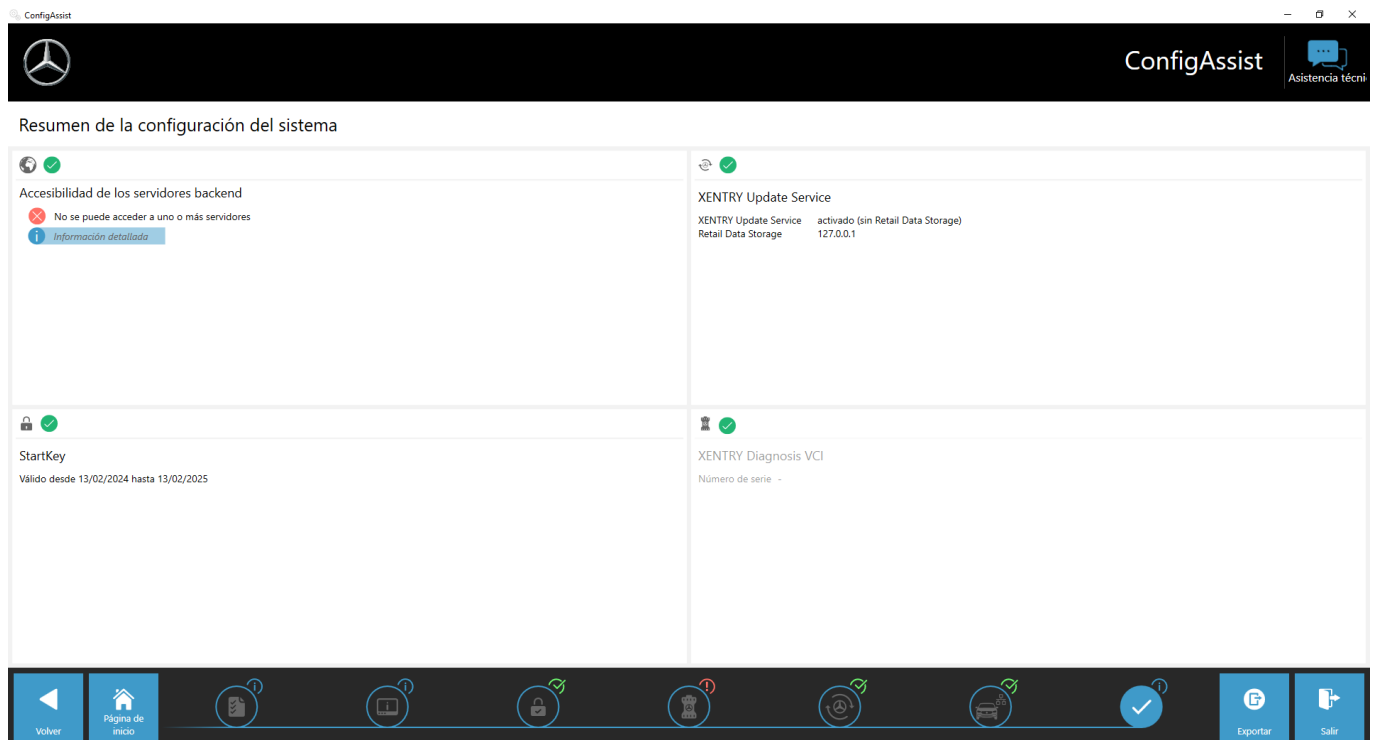 ConfigAssist
ConfigAssist
Asistencia técni
Resumen de la configuración del sistema
Accesibilidad de los servidores backend
No se puede acceder a uno o más servidores
Información detallada
XENTRY Update Service
XENTRY Update Service activado (sin Retail Data Storage)
Retail Data Storage 127.0.0.1
StartKey
Válido desde 13/02/2024 hasta 13/02/2025
XENTRY Diagnosis VCI
Número de serie -
Volver
Página de
inicio
Exportar
Salir